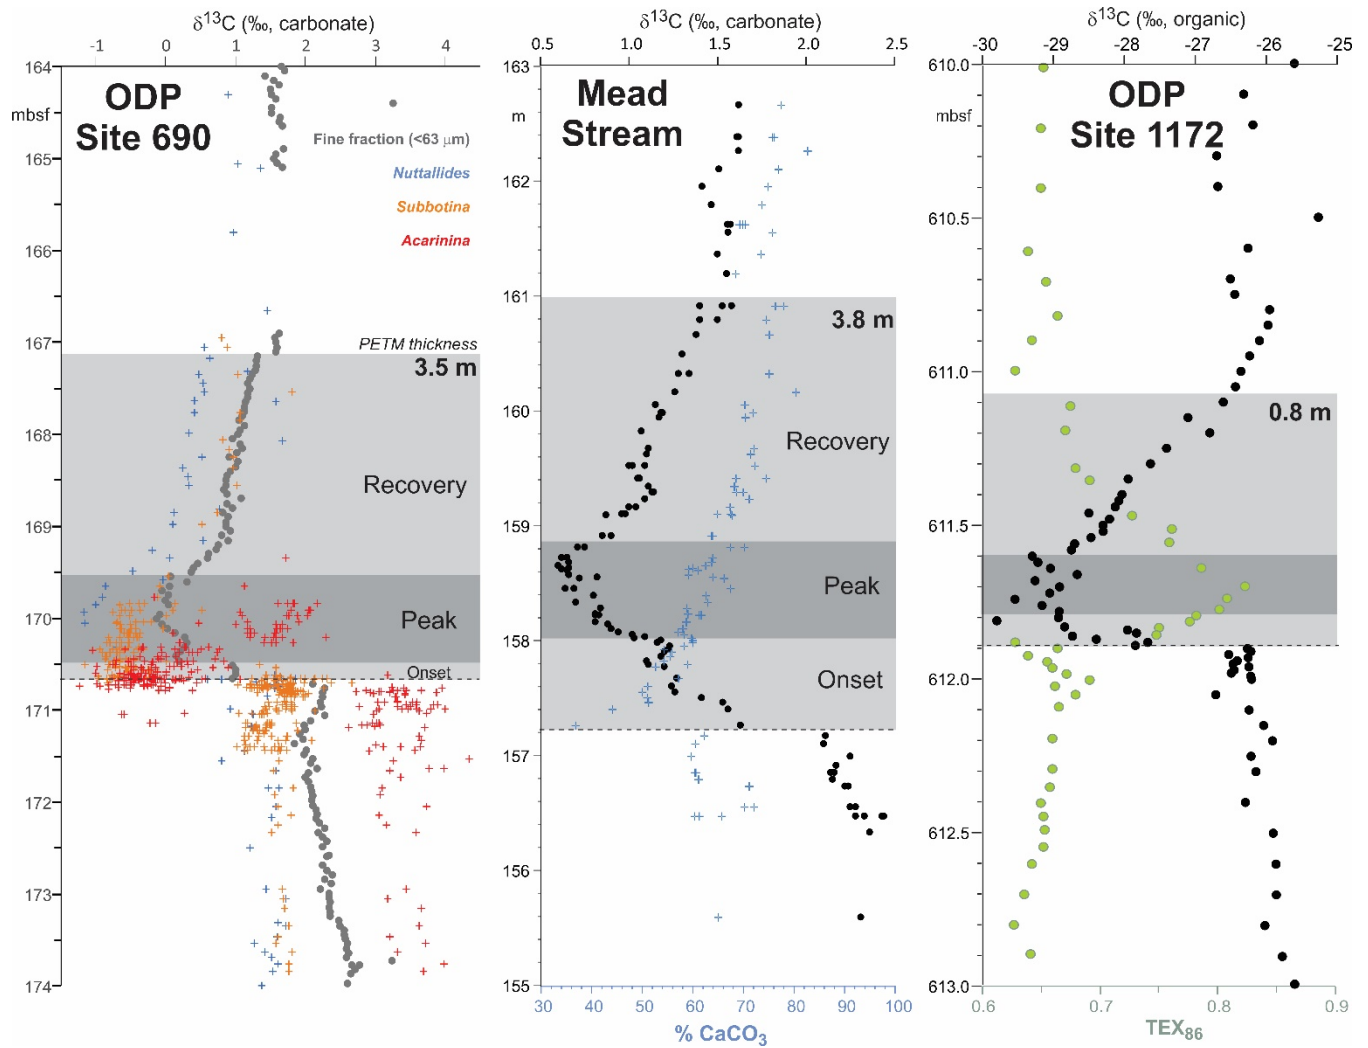 δ¹³C (‰, carbonate)
-1 0 1 2 3 4
164
mbsf
165
166
167
168
169
170
171
172
173
174
ODP
Site 690
Fine fraction (<63 μm)
Nuttallides
Subbotina
Acarinina
PETM thickness
3.5 m
Recovery
Peak
Onset
δ¹³C (‰, carbonate)
0.5 1.0 1.5 2.0 2.5
163
m
162
161
160
159
158
157
156
155
Mead
Stream
3.8 m
Recovery
Peak
Onset
30 40 50 60 70 80 90 100
% CaCO₃
δ¹³C (‰, organic)
-30 -29 -28 -27 -26 -25
610.0
mbsf
610.5
611.0
611.5
612.0
612.5
613.0
ODP
Site 1172
0.8 m
0.6 0.7 0.8 0.9
TEX₈₆